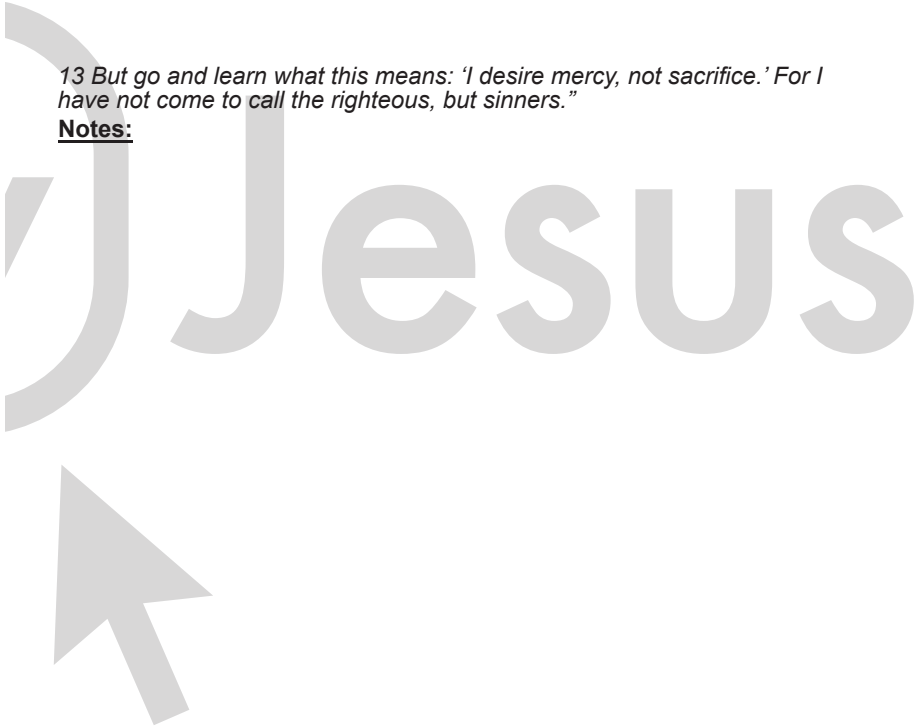 13 But go and learn what this means: ‘I desire mercy, not sacrifice.’ For I
have not come to call the righteous, but sinners.”
Notes:
Jesus